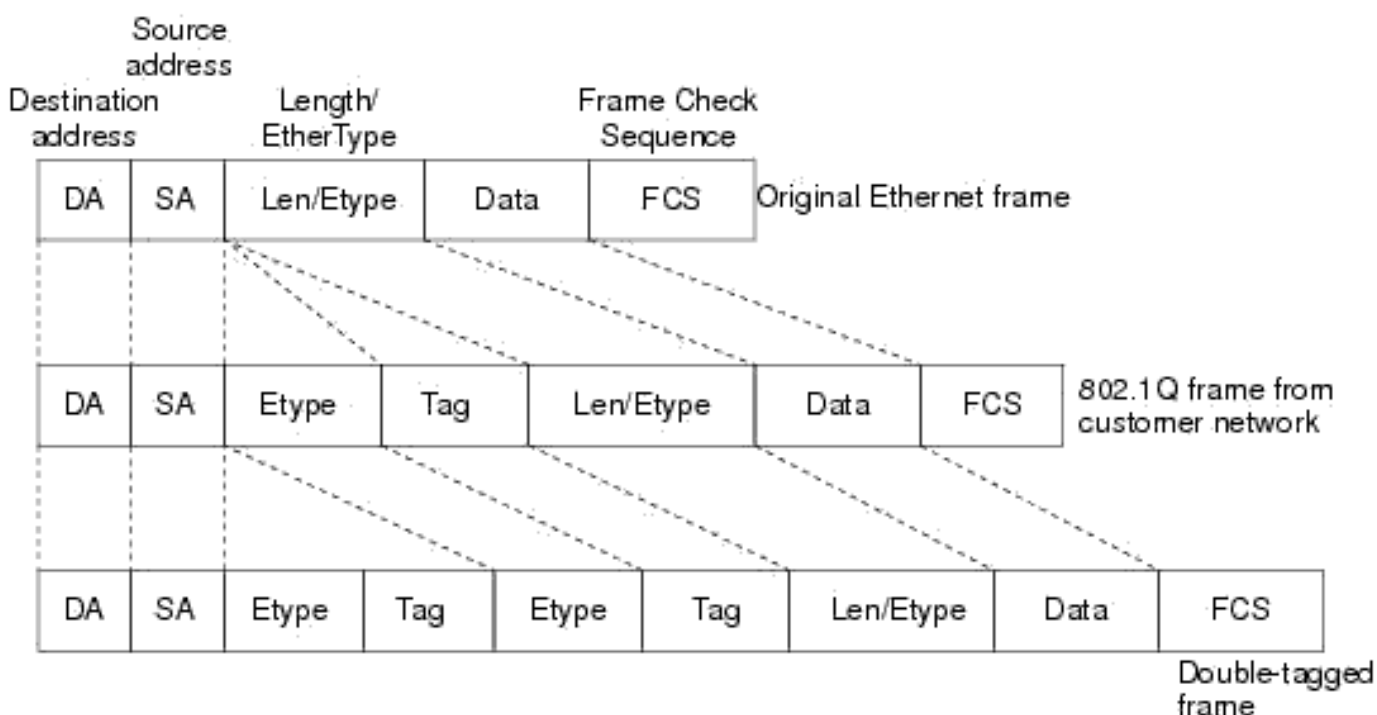 Source
address
Destination
address
Length/
EtherType
Frame Check
Sequence
DA SA Len/Etype Data FCS Original Ethernet frame
DA SA Etype Tag Len/Etype Data FCS
802.1Q frame from
customer network
DA SA Etype Tag Etype Tag Len/Etype Data FCS
Double-tagged
frame